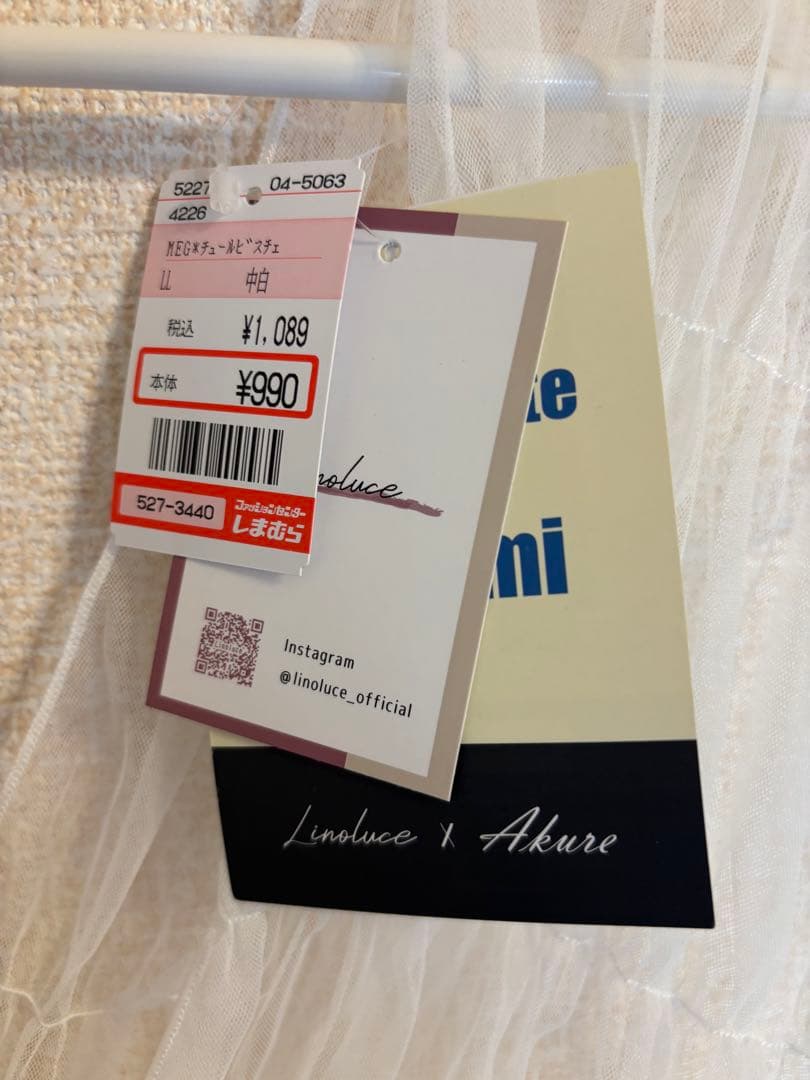 5227
04-5063
4226
MEG*チュールビスチェ
LL 中白
税込 ¥1,089
本体 ¥990
527-3440
ファッションセンター
しまむら
Linoluce
Instagram
@linoluce_official
Linoluce x Akure